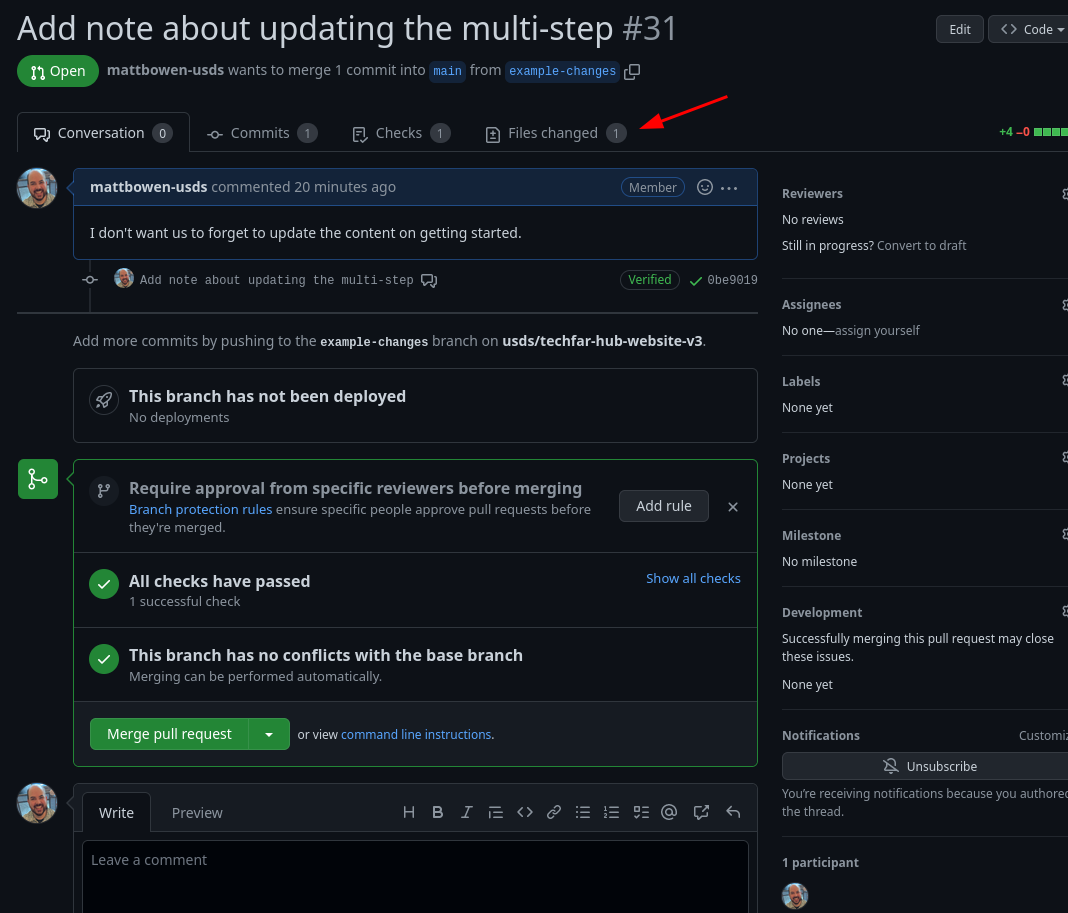 Add note about updating the multi-step #31
Edit
Code
Open
mattbowen-usds wants to merge 1 commit into main from example-changes
Conversation 0
Commits 1
Checks 1
Files changed 1
+4 −0
mattbowen-usds commented 20 minutes ago
Member
I don't want us to forget to update the content on getting started.
Add note about updating the multi-step
Verified
0be9019
Add more commits by pushing to the example-changes branch on usds/techfar-hub-website-v3.
This branch has not been deployed
No deployments
Require approval from specific reviewers before merging
Branch protection rules ensure specific people approve pull requests before
they're merged.
Add rule
All checks have passed
1 successful check
Show all checks
This branch has no conflicts with the base branch
Merging can be performed automatically.
Merge pull request
or view command line instructions.
Write
Preview
Leave a comment
Reviewers
No reviews
Still in progress? Convert to draft
Assignees
No one—assign yourself
Labels
None yet
Projects
None yet
Milestone
No milestone
Development
Successfully merging this pull request may close
these issues.
None yet
Notifications
Customiz
Unsubscribe
You're receiving notifications because you authored
the thread.
1 participant